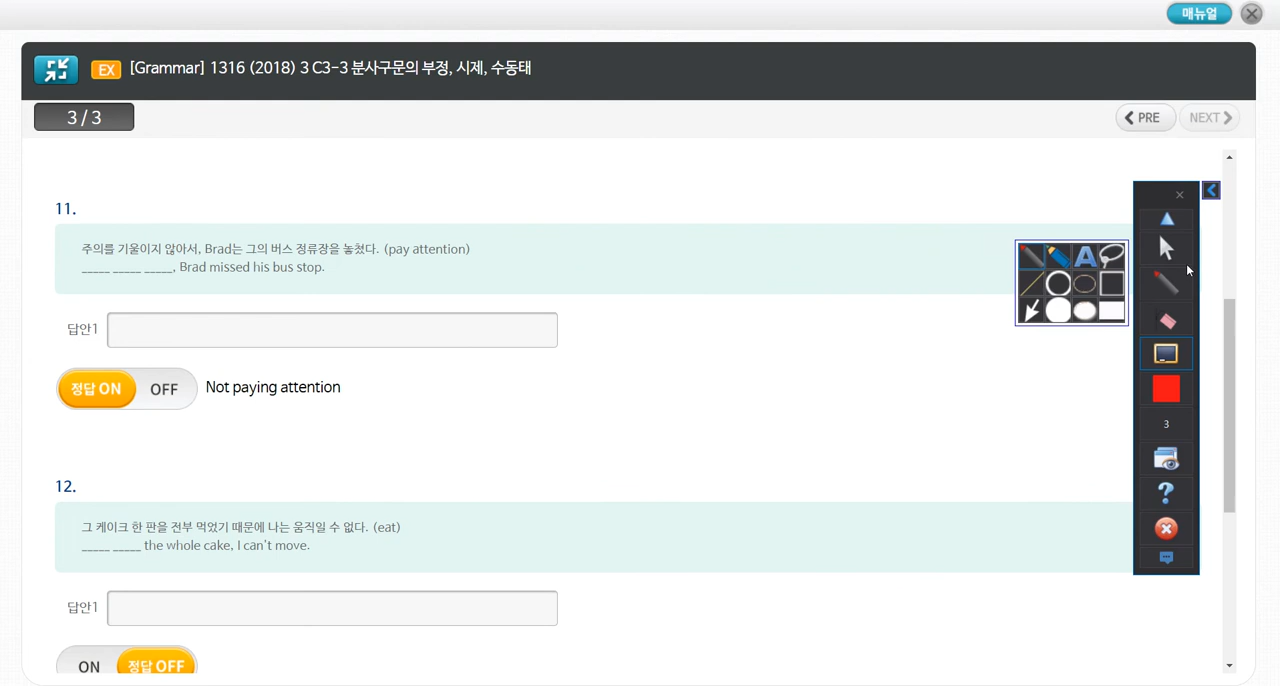 매뉴얼
EX [Grammar] 1316 (2018) 3 C3-3 분사구문의 부정, 시제, 수동태
3 / 3
PRE
NEXT
11.
주의를 기울이지 않아서, Brad는 그의 버스 정류장을 놓쳤다. (pay attention)
_____ _____ _____, Brad missed his bus stop.
답안1
정답 ON OFF Not paying attention
12.
그 케이크 한 판을 전부 먹었기 때문에 나는 움직일 수 없다. (eat)
_____ _____ the whole cake, I can't move.
답안1
ON 정답 OFF
A
3
?